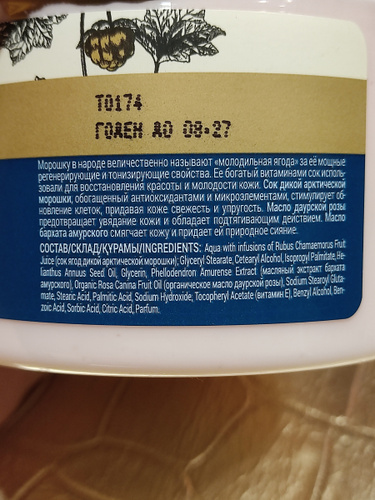 T0174
ГОДЕН ДО 08.27
Морошку в народе величественно называют «молодильная ягода» за её мощные
регенерирующие и тонизирующие свойства. Ее богатый витаминами сок исполь-
зовали для восстановления красоты и молодости кожи. Сок дикой арктической
морошки, обогащенный антиоксидантами и микроэлементами, стимулирует об-
новление клеток, придавая коже свежесть и упругость. Масло даурской розы
предотвращает увядание кожи и обладает подтягивающим действием. Масло
бархата амурского смягчает кожу и придает ей природное сияние.
СОСТАВ/СКЛАД/ҚҰРАМЫ/INGREDIENTS: Aqua with infusions of Rubus Chamaemorus Fruit
Juice (сок ягод дикой арктической морошки); Glyceryl Stearate, Cetearyl Alcohol, Isopropyl Palmitate, He-
lianthus Annuus Seed Oil, Glycerin, Phellodendron Amurense Extract (масляный экстракт бархата
амурского), Organic Rosa Canina Fruit Oil (органическое масло даурской розы), Sodium Stearoyl Gluta-
mate, Stearic Acid, Palmitic Acid, Sodium Hydroxide, Tocopheryl Acetate (витамин Е), Benzyl Alcohol, Ben-
zoic Acid, Sorbic Acid, Citric Acid, Parfum.